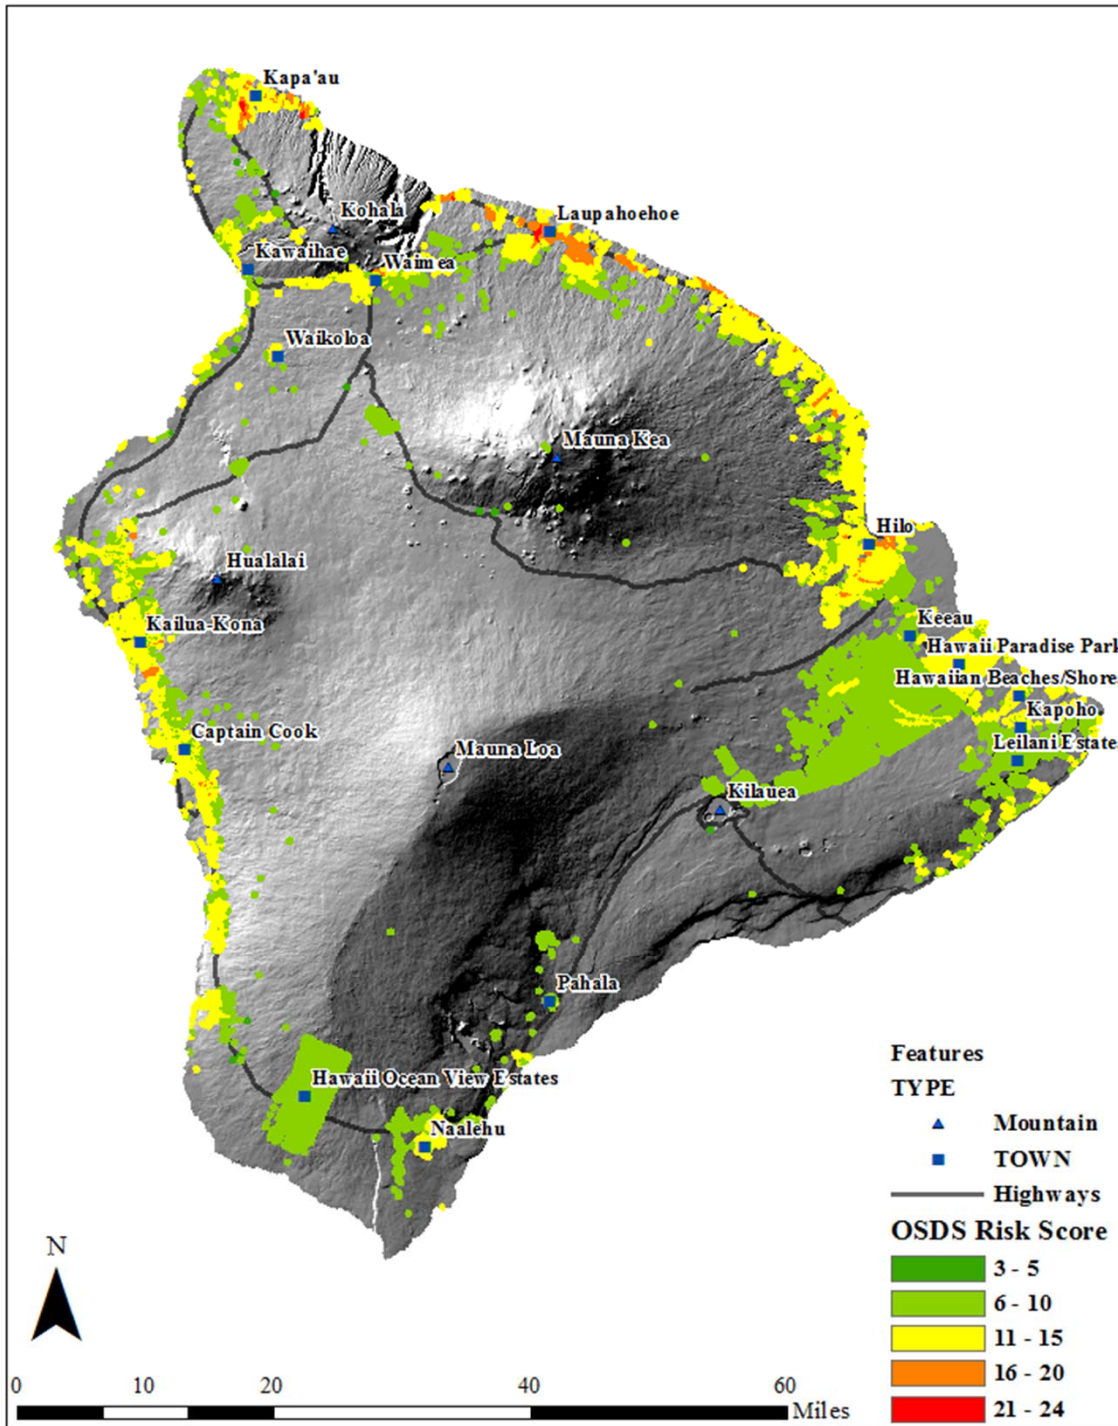 Kapa'au
Kohala
Laupahoehoe
Kawaihae
Waimea
Waikoloa
Mauna Kea
Hilo
Hualalai
Kailua-Kona
Keeau
Hawaii Paradise Park
Hawaiian Beaches/Shore
Kapoho
Captain Cook
Mauna Loa
Leilani Estate
Kilauea
Pahala
Hawaii Ocean View Estates
Naalehu
Features
TYPE
Mountain
TOWN
Highways
OSDS Risk Score
3 - 5
6 - 10
11 - 15
16 - 20
21 - 24
N
0 10 20 40 60
Miles